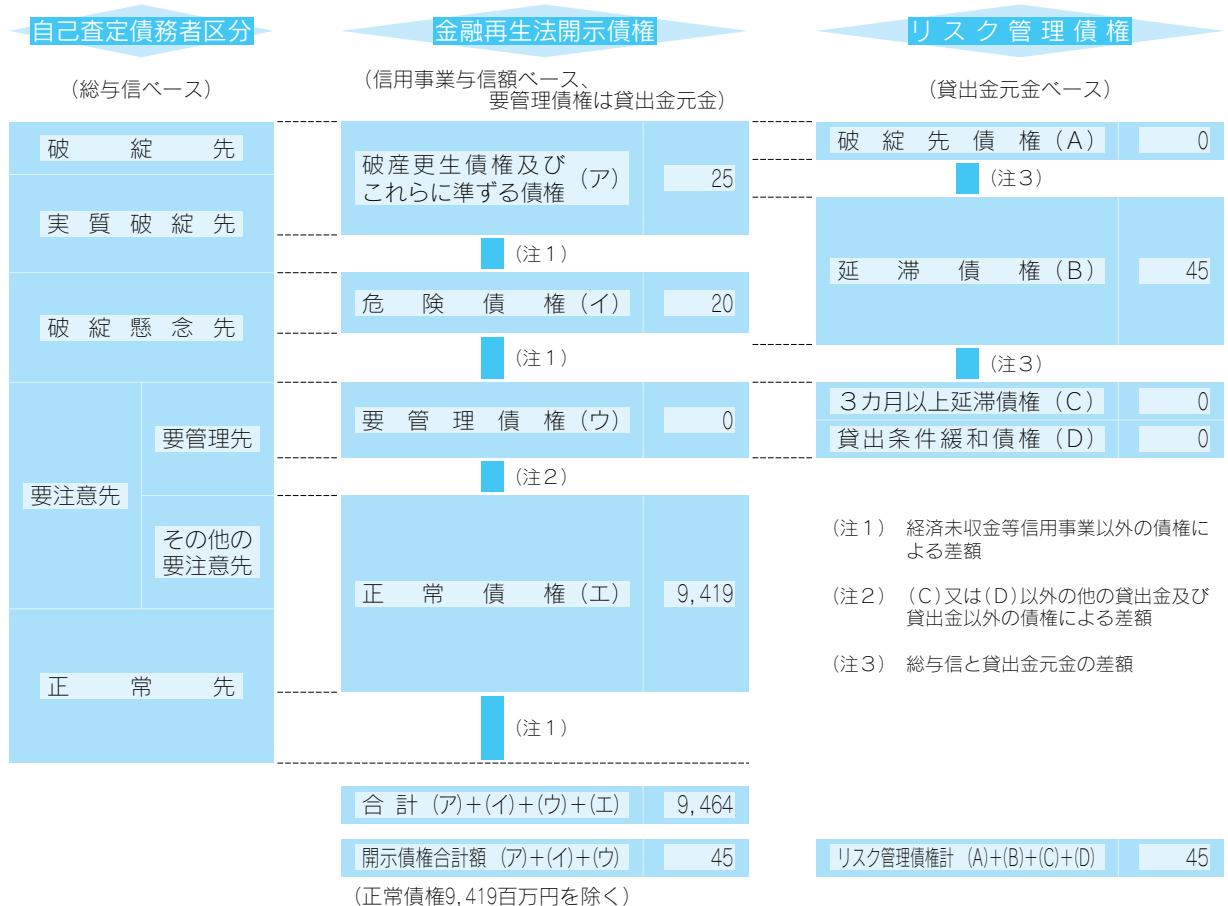 自己査定債務者区分
(総与信ベース)
破綻先
実質破綻先
破綻懸念先
要注意先
要管理先
その他の
要注意先
正常先
金融再生法開示債権
(信用事業与信額ベース、
要管理債権は貸出金元金)
破産更生債権及び
これらに準ずる債権 (ア) 25
(注1)
危険債権(イ) 20
(注1)
要管理債権(ウ) 0
(注2)
正常債権(エ) 9,419
(注1)
合計 (ア)+(イ)+(ウ)+(エ) 9,464
開示債権合計額 (ア)+(イ)+(ウ) 45
(正常債権9,419百万円を除く)
リスク管理債権
(貸出金元金ベース)
破綻先債権(A) 0
(注3)
延滞債権(B) 45
(注3)
3カ月以上延滞債権(C) 0
貸出条件緩和債権(D) 0
(注1) 経済未収金等信用事業以外の債権に
よる差額
(注2) (C)又は(D)以外の他の貸出金及び
貸出金以外の債権による差額
(注3) 総与信と貸出金元金の差額
リスク管理債権計 (A)+(B)+(C)+(D) 45